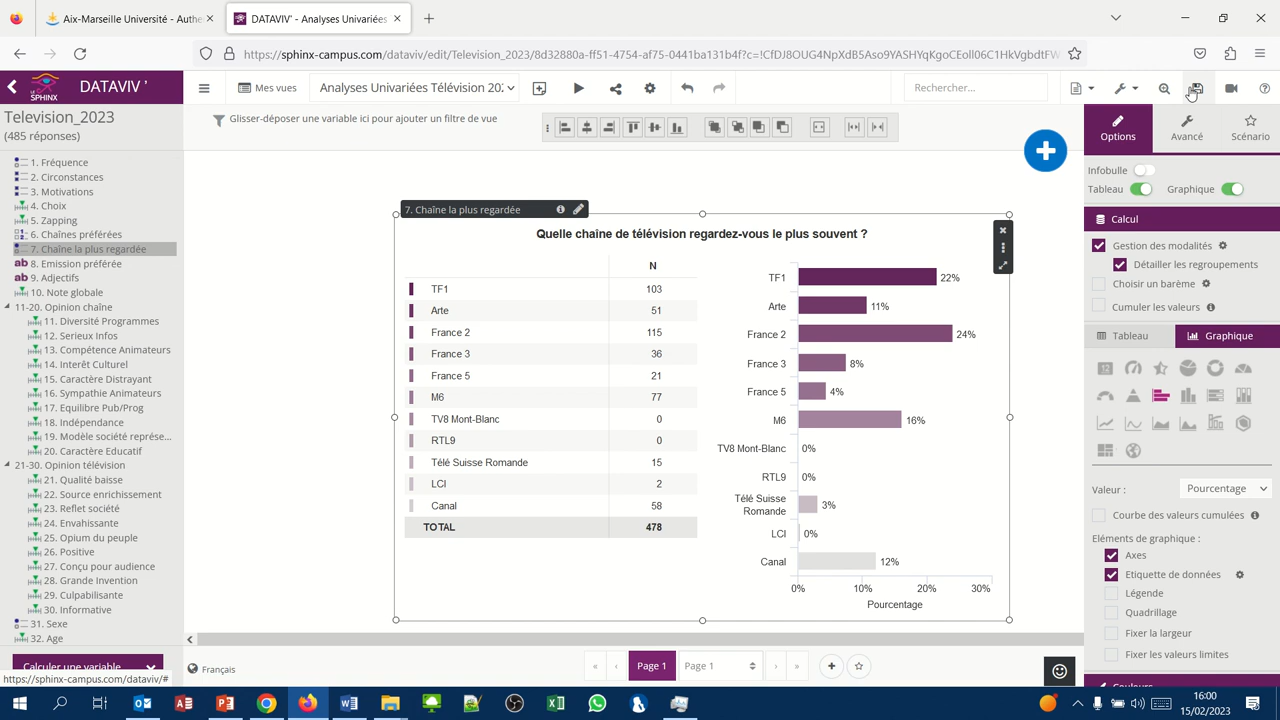 Aix-Marseille Université - Authe
DATAVIV' - Analyses Univariées
https://sphinx-campus.com/dataviv/edit/Television_2023/8d32880a-ff51-4754-af75-0441ba131b4f?c=!CfDJ8OUG4NpXdB5Aso9YASHYqKgoCEoll06C1HkVgbdtFW
LE SPHINX
DATAVIV '
Mes vues
Analyses Univariées Télévision 202
Rechercher...
Television_2023
(485 réponses)
Glisser-déposer une variable ici pour ajouter un filtre de vue
1. Fréquence
2. Circonstances
3. Motivations
4. Choix
5. Zapping
6. Chaînes préférées
7. Chaîne la plus regardée
8. Emission préférée
9. Adjectifs
10. Note globale
11-20. Opinion chaîne
11. Diversité Programmes
12. Serieux Infos
13. Compétence Animateurs
14. Interêt Culturel
15. Caractère Distrayant
16. Sympathie Animateurs
17. Equilibre Pub/Prog
18. Indépendance
19. Modèle société représe...
20. Caractère Educatif
21-30. Opinion télévision
21. Qualité baisse
22. Source enrichissement
23. Reflet société
24. Envahissante
25. Opium du peuple
26. Positive
27. Conçu pour audience
28. Grande Invention
29. Culpabilisante
30. Informative
31. Sexe
32. Age
Calculer une variable
https://sphinx-campus.com/dataviv/#
7. Chaîne la plus regardée
Quelle chaine de télévision regardez-vous le plus souvent ?
N
TF1 103
Arte 51
France 2 115
France 3 36
France 5 21
M6 77
TV8 Mont-Blanc 0
RTL9 0
Télé Suisse Romande 15
LCI 2
Canal 58
TOTAL 478
TF1 22%
Arte 11%
France 2 24%
France 3 8%
France 5 4%
M6 16%
TV8 Mont-Blanc 0%
RTL9 0%
Télé Suisse
Romande 3%
LCI 0%
Canal 12%
0% 10% 20% 30%
Pourcentage
Français
« ‹ Page 1 Page 1 › »
Options
Avancé
Scénario
Infobulle
Tableau Graphique
Calcul
Gestion des modalités
Détailler les regroupements
Choisir un barème
Cumuler les valeurs
Tableau Graphique
Valeur : Pourcentage
Courbe des valeurs cumulées
Eléments de graphique :
Axes
Etiquette de données
Légende
Quadrillage
Fixer la largeur
Fixer les valeurs limites
16:00
15/02/2023